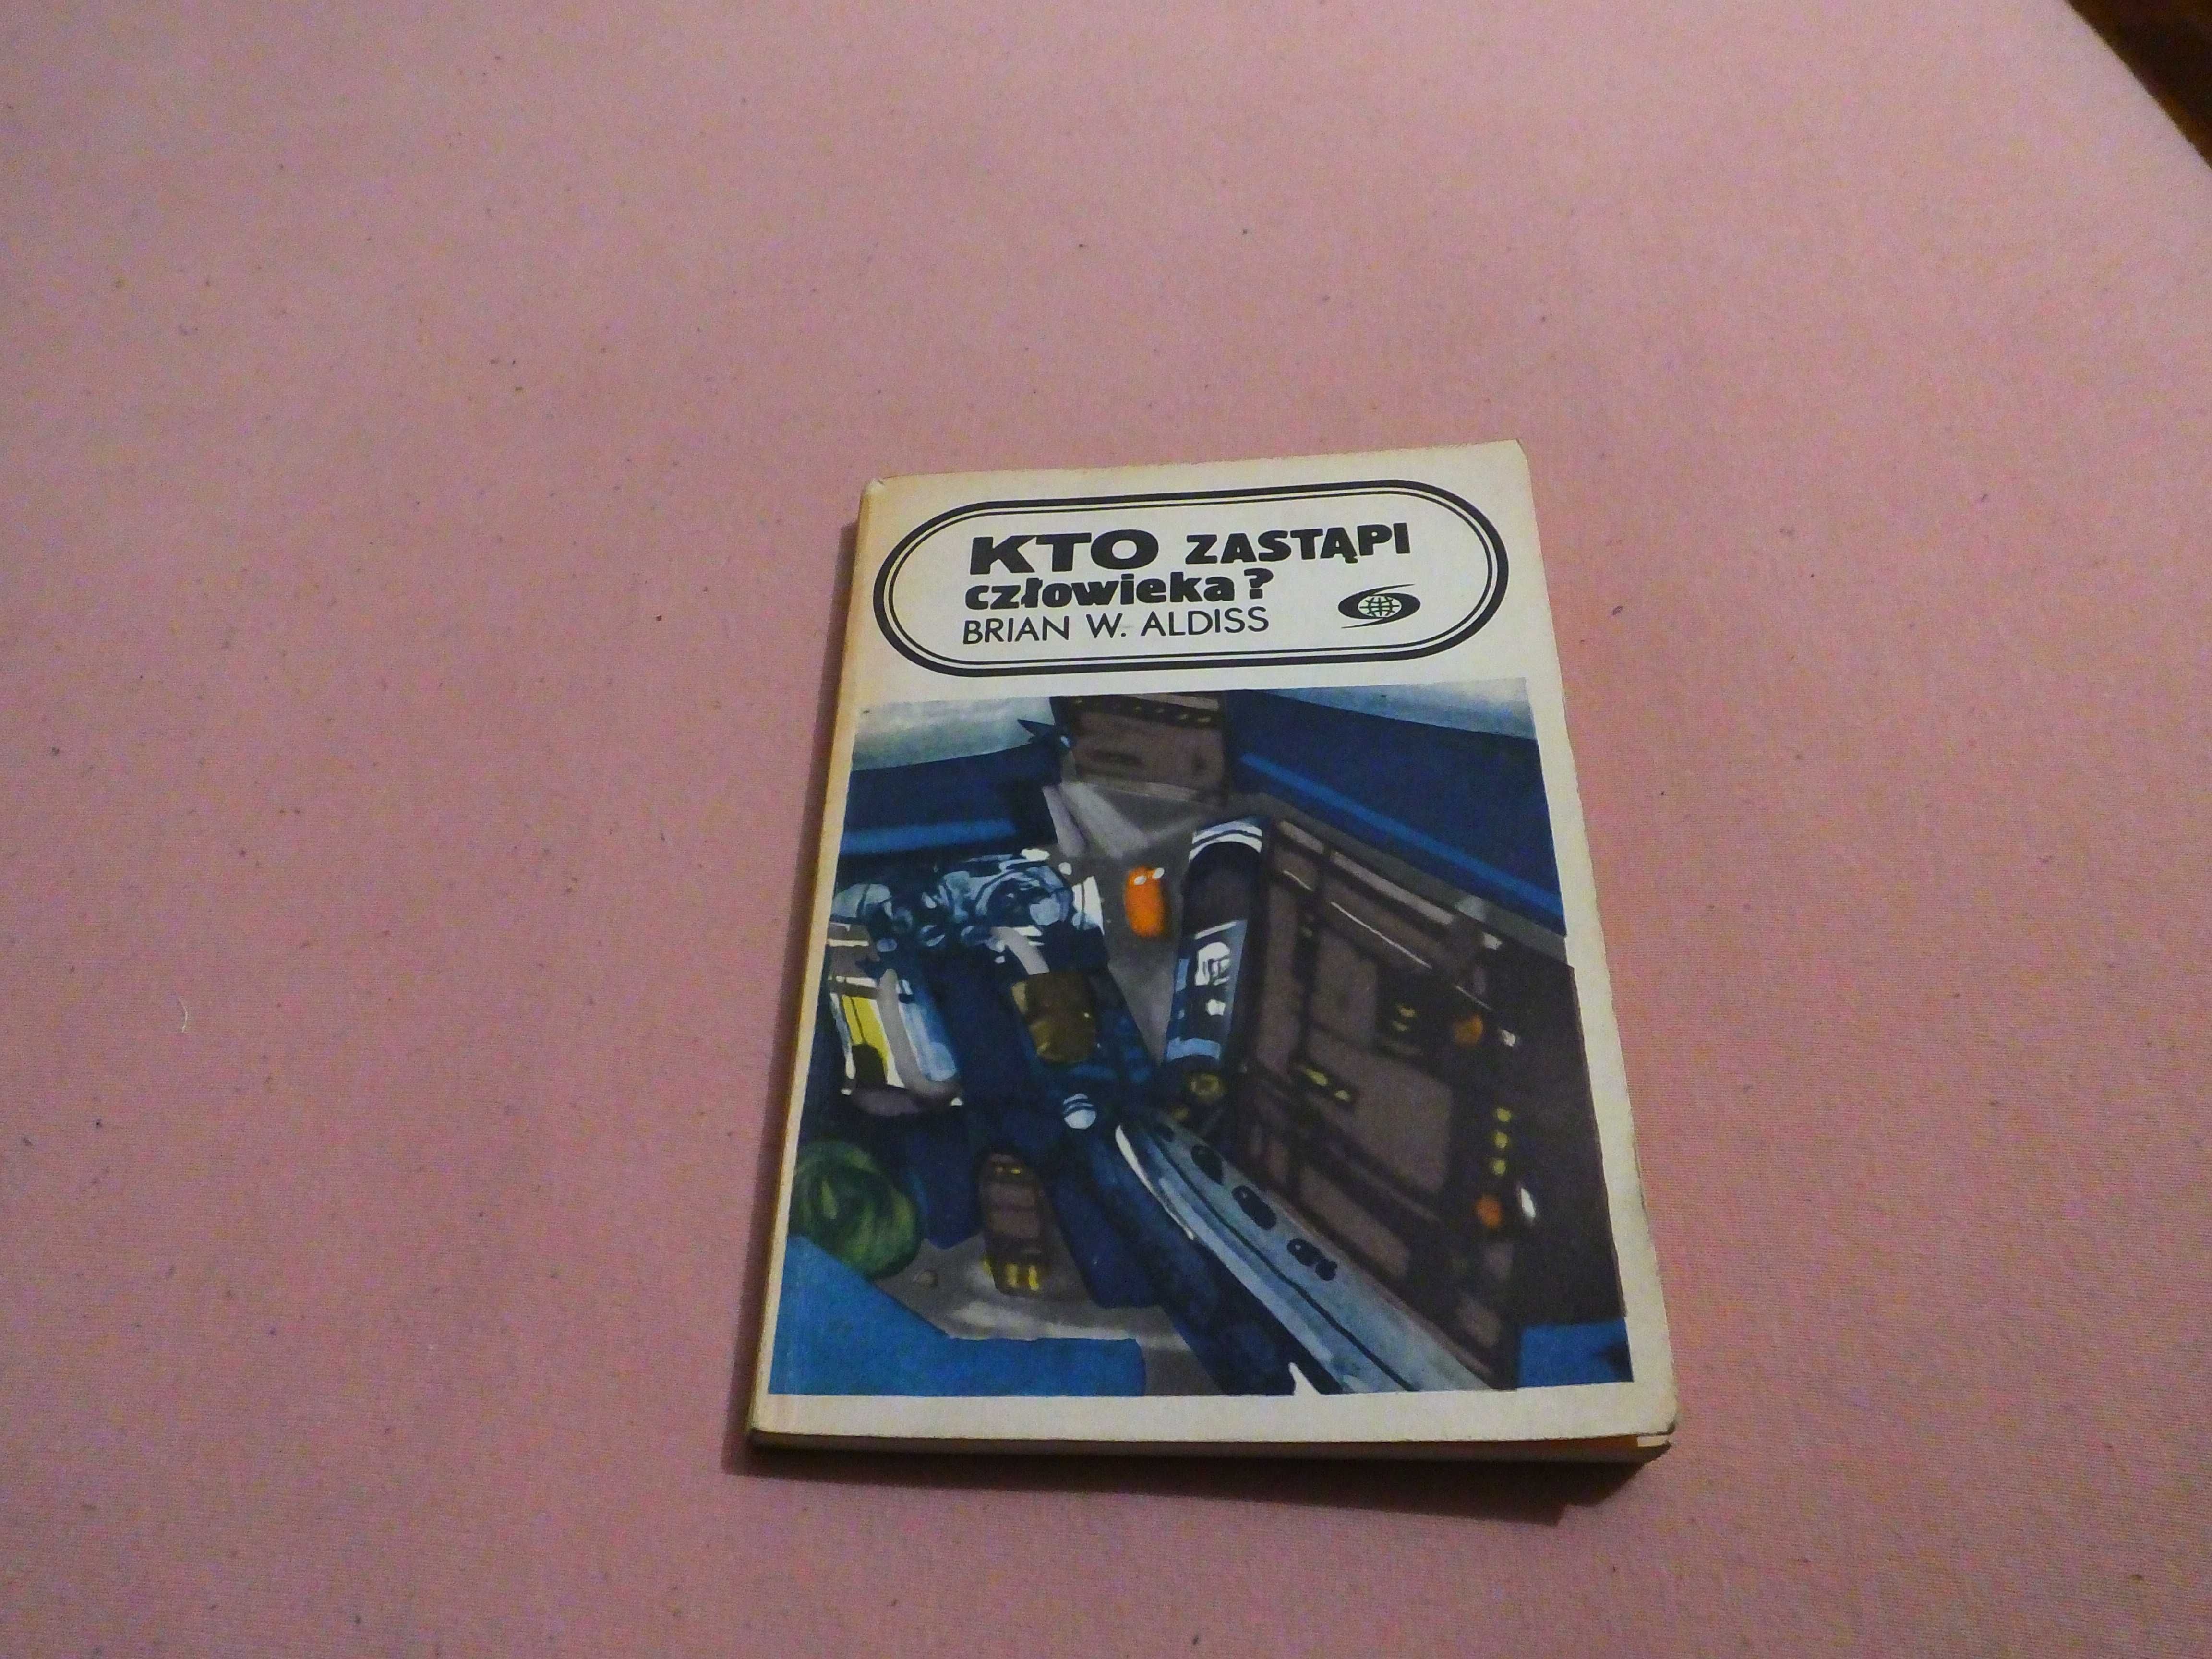 KTO ZASTĄPI
człowieka?
BRIAN W. ALDISS